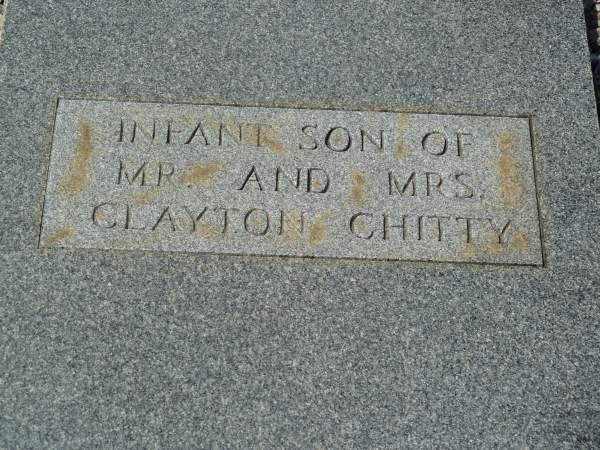 INFANT SON OF
MR. AND MRS.
CLAYTON CHITTY